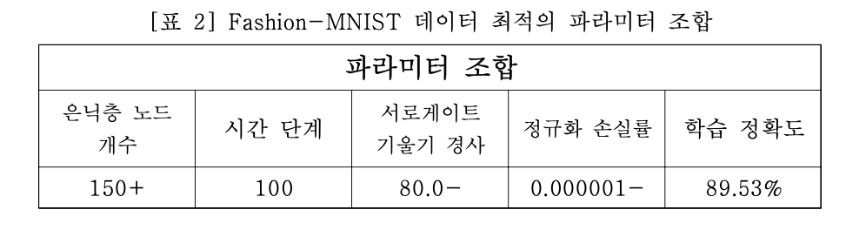 [표 2] Fashion-MNIST 데이터 최적의 파라미터 조합
파라미터 조합
은닉층 노드
개수
시간 단계
서로게이트
기울기 경사
정규화 손실률
학습 정확도
150+
100
80.0-
0.000001-
89.53%